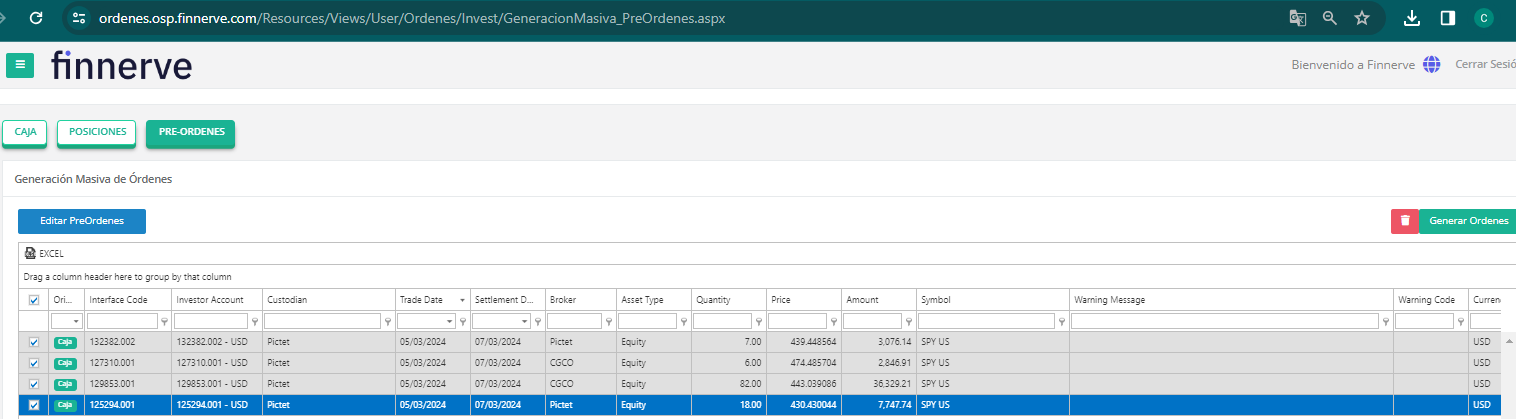 ordenes.osp.finnerve.com/Resources/Views/User/Ordenes/Invest/GeneracionMasiva_PreOrdenes.aspx
C
finnerve
Bienvenido a Finnerve Cerrar Sesió
CAJA POSICIONES PRE-ORDENES
Generación Masiva de Órdenes
Editar PreOrdenes Generar Ordenes
EXCEL
Drag a column header here to group by that column
Ori... Interface Code Investor Account Custodian Trade Date Settlement D... Broker Asset Type Quantity Price Amount Symbol Warning Message Warning Code Curren
Caja 132382.002 132382.002 - USD Pictet 05/03/2024 07/03/2024 Pictet Equity 7.00 439.448564 3,076.14 SPY US USD
Caja 127310.001 127310.001 - USD Pictet 05/03/2024 07/03/2024 CGCO Equity 6.00 474.485704 2,846.91 SPY US USD
Caja 129853.001 129853.001 - USD Pictet 05/03/2024 07/03/2024 CGCO Equity 82.00 443.039086 36,329.21 SPY US USD
Caja 125294.001 125294.001 - USD Pictet 05/03/2024 07/03/2024 Pictet Equity 18.00 430.430044 7,747.74 SPY US USD